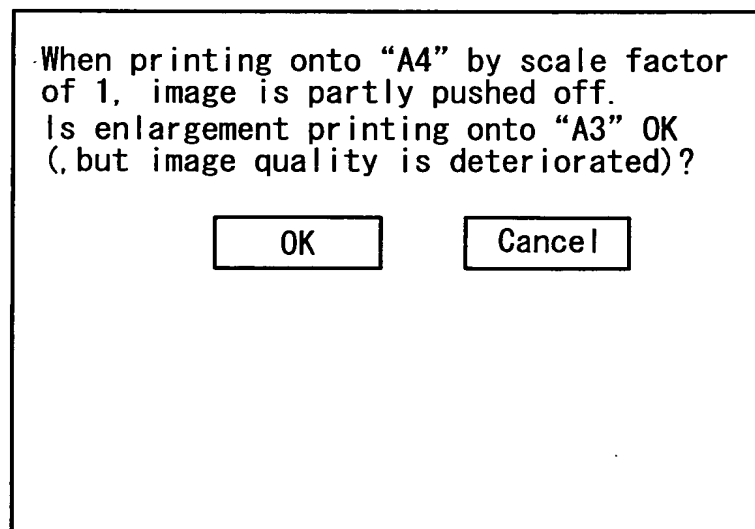 When printing onto “A4” by scale factor
of 1, image is partly pushed off.
Is enlargement printing onto “A3” OK
(,but image quality is deteriorated)?
OK
Cancel